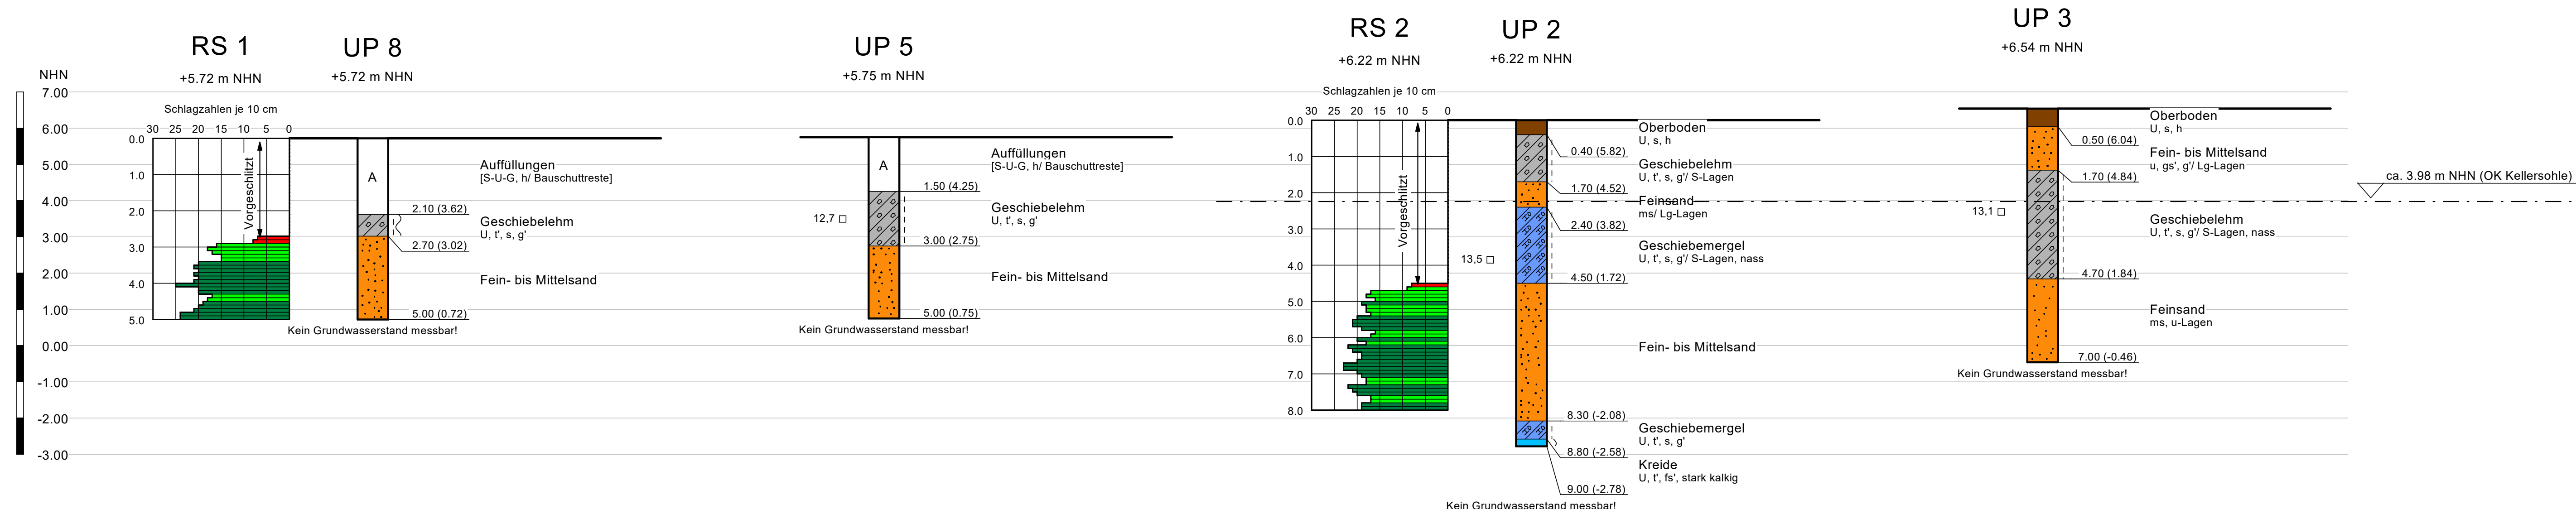 NHN
7.00
6.00
5.00
4.00
3.00
2.00
1.00
0.00
-1.00
-2.00
-3.00
RS 1
+5.72 m NHN
Schlagzahlen je 10 cm
30 25 20 15 10 5 0
0.0
1.0
2.0
3.0
4.0
5.0
Vorgeschlitzt
UP 8
+5.72 m NHN
A
Auffüllungen
[S-U-G, h/ Bauschuttreste]
2.10 (3.62)
Geschiebelehm
U, t', s, g'
2.70 (3.02)
Fein- bis Mittelsand
5.00 (0.72)
Kein Grundwasserstand messbar!
UP 5
+5.75 m NHN
A
Auffüllungen
[S-U-G, h/ Bauschuttreste]
1.50 (4.25)
Geschiebelehm
U, t', s, g'
12,7
3.00 (2.75)
Fein- bis Mittelsand
5.00 (0.75)
Kein Grundwasserstand messbar!
RS 2
+6.22 m NHN
Schlagzahlen je 10 cm
30 25 20 15 10 5 0
0.0
1.0
2.0
3.0
4.0
5.0
6.0
7.0
8.0
Vorgeschlitzt
UP 2
+6.22 m NHN
Oberboden
U, s, h
0.40 (5.82)
Geschiebelehm
U, t', s, g'/ S-Lagen
1.70 (4.52)
Feinsand
ms/ Lg-Lagen
2.40 (3.82)
Geschiebemergel
U, t', s, g'/ S-Lagen, nass
13,5
4.50 (1.72)
Fein- bis Mittelsand
8.30 (-2.08)
Geschiebemergel
U, t', s, g'
8.80 (-2.58)
Kreide
U, t', fs', stark kalkig
9.00 (-2.78)
Kein Grundwasserstand messbar!
UP 3
+6.54 m NHN
Oberboden
U, s, h
0.50 (6.04)
Fein- bis Mittelsand
u, gs', g'/ Lg-Lagen
1.70 (4.84)
13,1
Geschiebelehm
U, t', s, g'/ S-Lagen, nass
4.70 (1.84)
Feinsand
ms, u-Lagen
7.00 (-0.46)
Kein Grundwasserstand messbar!
ca. 3.98 m NHN (OK Kellersohle)